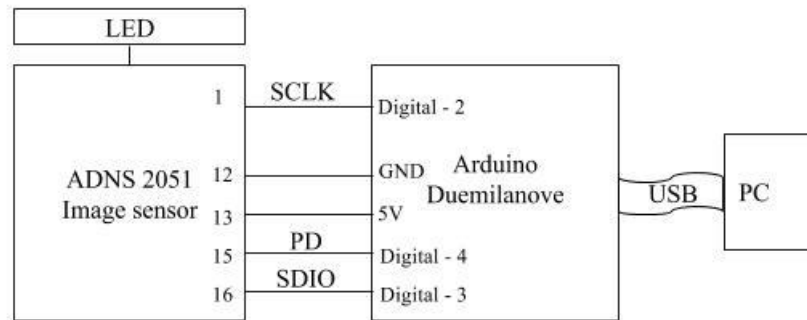 LED
1
SCLK
Digital - 2
ADNS 2051
Image sensor
12
GND
Arduino
Duemilanove
13
5V
USB
PC
15
PD
Digital - 4
16
SDIO
Digital - 3